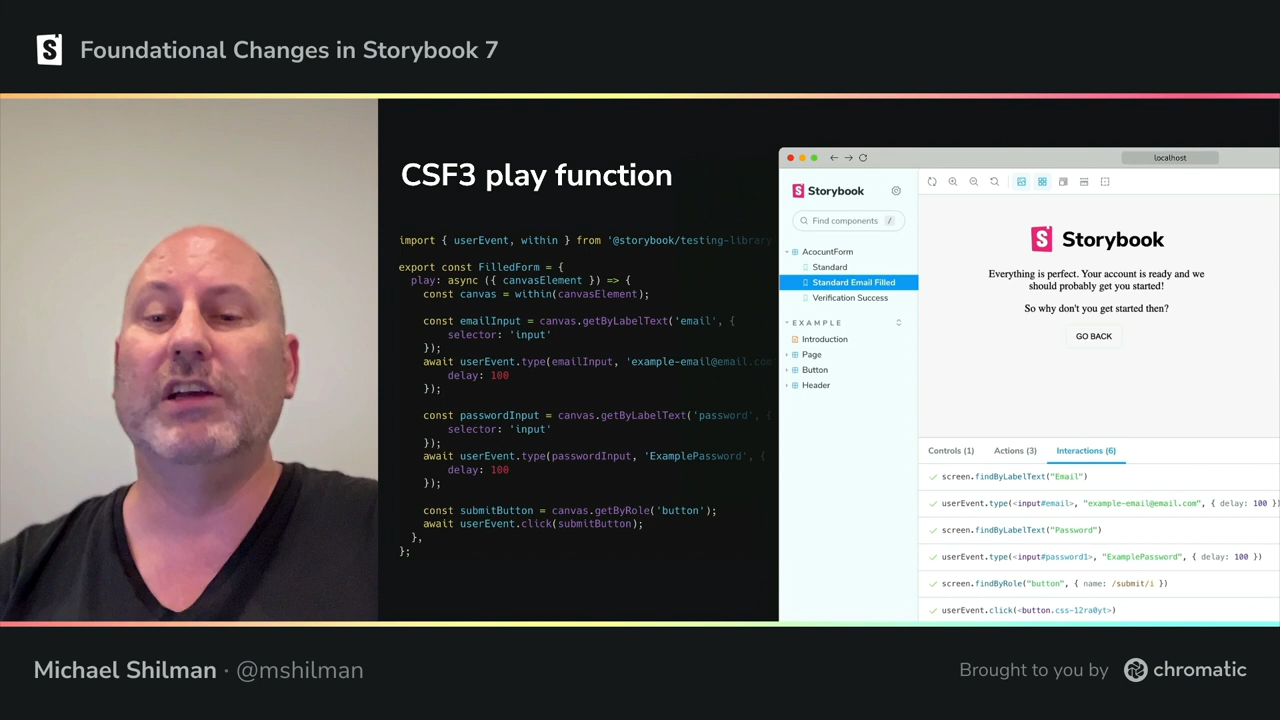 Foundational Changes in Storybook 7
CSF3 play function
import { userEvent, within } from '@storybook/testing-library
export const FilledForm = {
play: async ({ canvasElement }) => {
const canvas = within(canvasElement);
const emailInput = canvas.getByLabelText('email', {
selector: 'input'
});
await userEvent.type(emailInput, 'example-email@email.com'
delay: 100
});
const passwordInput = canvas.getByLabelText('password', {
selector: 'input'
});
await userEvent.type(passwordInput, 'ExamplePassword', {
delay: 100
});
const submitButton = canvas.getByRole('button');
await userEvent.click(submitButton);
},
};
localhost
Storybook
Find components /
AcocuntForm
Standard
Standard Email Filled
Verification Success
EXAMPLE
Introduction
Page
Button
Header
Storybook
Everything is perfect. Your account is ready and we
should probably get you started!
So why don't you get started then?
GO BACK
Controls (1) Actions (3) Interactions (6)
screen.findByLabelText("Email")
userEvent.type(<input#email>, "example-email@email.com", { delay: 100 })
screen.findByLabelText("Password")
userEvent.type(<input#password1>, "ExamplePassword", { delay: 100 })
screen.findByRole("button", { name: /submit/i })
userEvent.click(<button.css-12ra0yt>)
Michael Shilman · @mshilman
Brought to you by chromatic